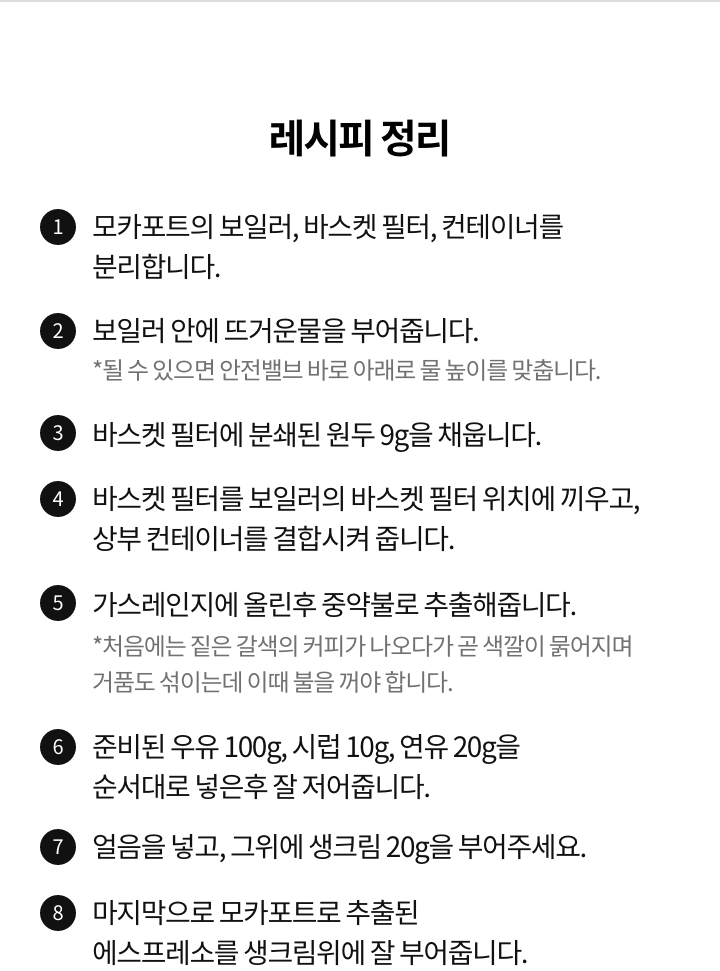 레시피 정리
1 모카포트의 보일러, 바스켓 필터, 컨테이너를
분리합니다.
2 보일러 안에 뜨거운물을 부어줍니다.
*될 수 있으면 안전밸브 바로 아래로 물 높이를 맞춥니다.
3 바스켓 필터에 분쇄된 원두 9g을 채웁니다.
4 바스켓 필터를 보일러의 바스켓 필터 위치에 끼우고,
상부 컨테이너를 결합시켜 줍니다.
5 가스레인지에 올린후 중약불로 추출해줍니다.
*처음에는 짙은 갈색의 커피가 나오다가 곧 색깔이 묽어지며
거품도 섞이는데 이때 불을 꺼야 합니다.
6 준비된 우유 100g, 시럽 10g, 연유 20g을
순서대로 넣은후 잘 저어줍니다.
7 얼음을 넣고, 그위에 생크림 20g을 부어주세요.
8 마지막으로 모카포트로 추출된
에스프레소를 생크림위에 잘 부어줍니다.